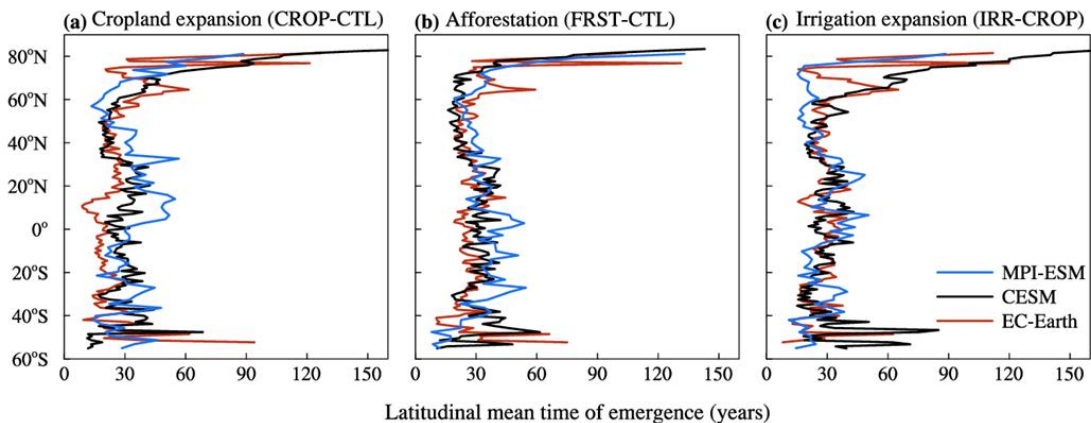 (a) Cropland expansion (CROP-CTL)
(b) Afforestation (FRST-CTL)
(c) Irrigation expansion (IRR-CROP)
80°N
60°N
40°N
20°N
0°
20°S
40°S
60°S
0 30 60 90 120 150
0 30 60 90 120 150
0 30 60 90 120 150
MPI-ESM
CESM
EC-Earth
Latitudinal mean time of emergence (years)